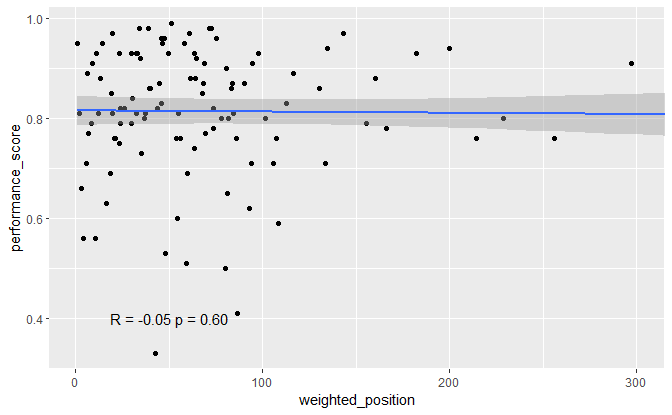 1.0
0.8
0.6
0.4
performance_score
R = -0.05 p = 0.60
0
100
200
300
weighted_position